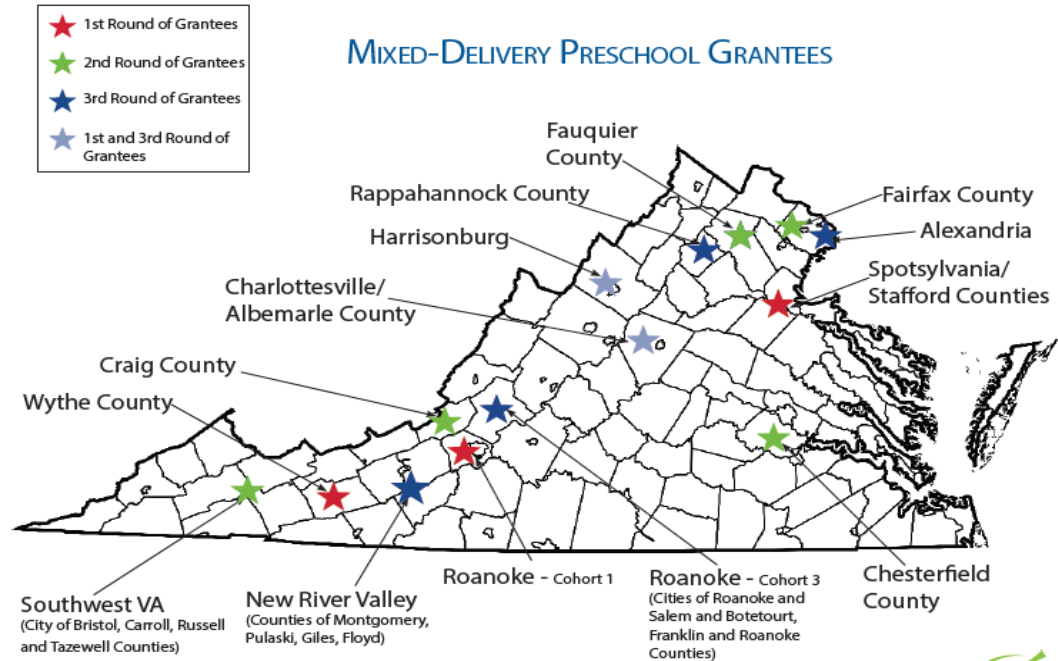 1st Round of Grantees
2nd Round of Grantees
3rd Round of Grantees
1st and 3rd Round of
Grantees
Mixed-Delivery Preschool Grantees
Fauquier
County
Rappahannock County
Fairfax County
Harrisonburg
Alexandria
Spotsylvania/
Stafford Counties
Charlottesville/
Albemarle County
Craig County
Wythe County
Southwest VA
(City of Bristol, Carroll, Russell
and Tazewell Counties)
New River Valley
(Counties of Montgomery,
Pulaski, Giles, Floyd)
Roanoke - Cohort 1
Roanoke - Cohort 3
(Cities of Roanoke and
Salem and Botetourt,
Franklin and Roanoke
Counties)
Chesterfield
County